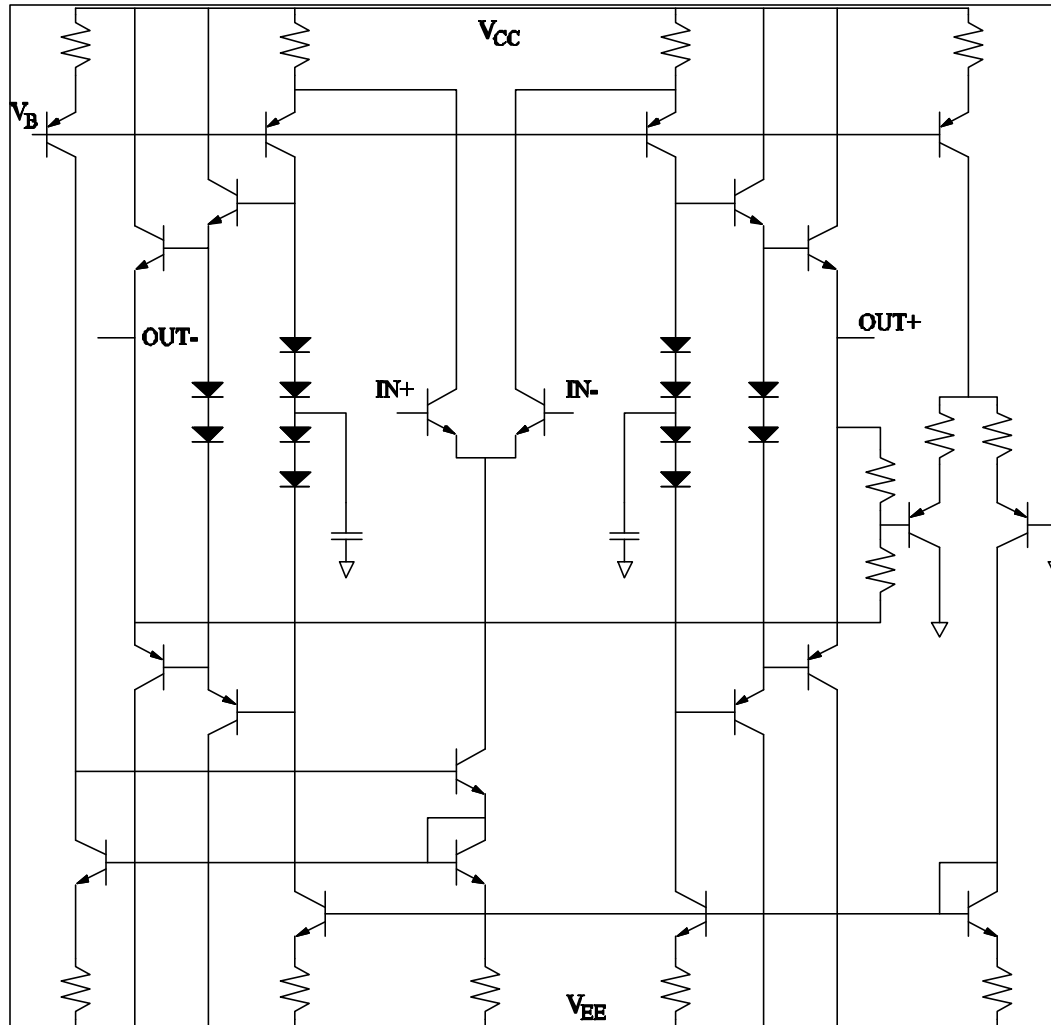 V_CC
V_B
OUT-
OUT+
IN+
IN-
V_EE